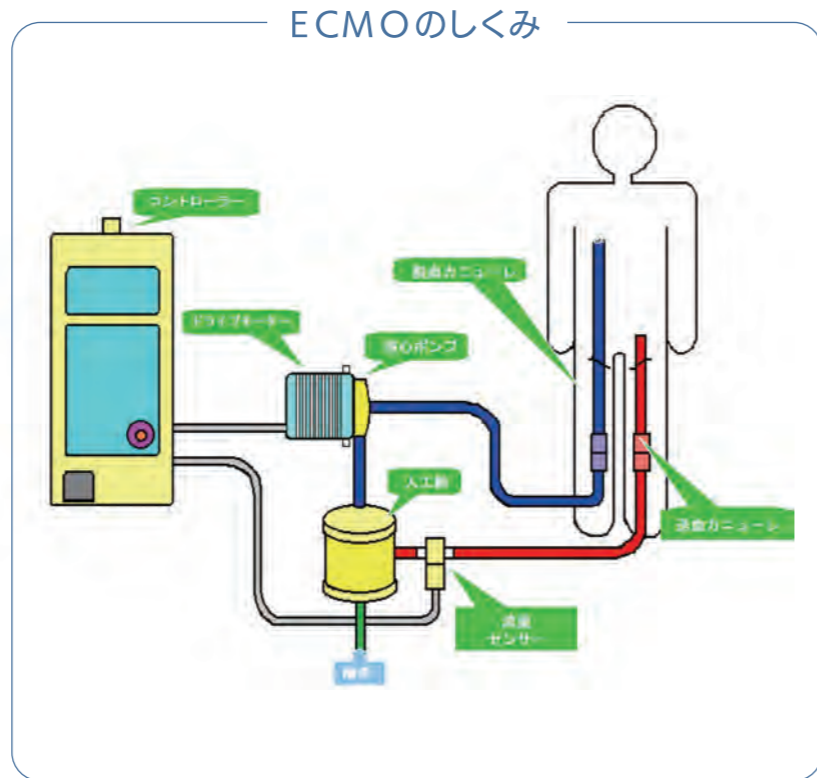 ECMOのしくみ
コントローラー
脱血カニューレ
ドライブモーター
遠心ポンプ
人工肺
送血カニューレ
流量
センサー
酸素